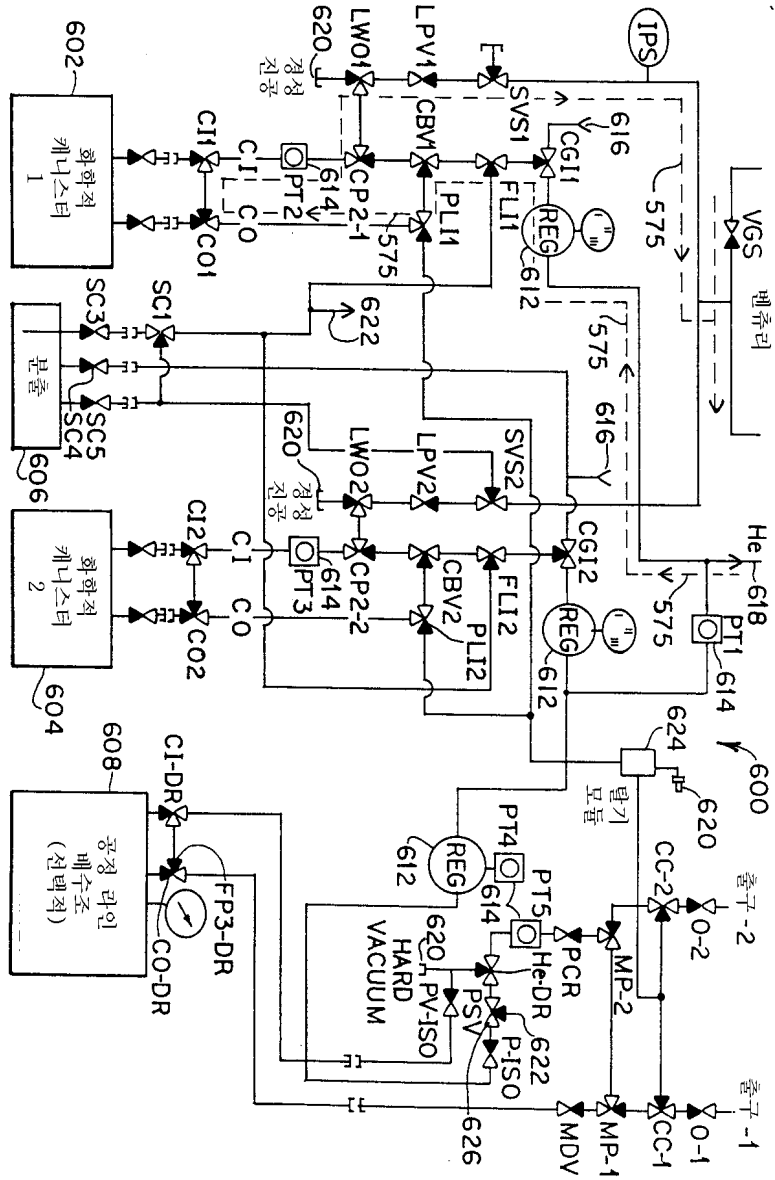 IPS
VGS
벤츄리
LWO1
LPV1
SVS1
620
경성
진공
616
575
602
CI1
CI
614
CP2-1
CBV1
CGI1
He
618
화학적
캐니스터
1
PT2
PLI1
FLI1
REG
612
575
575
PT1
614
CO
CO1
575
622
616
SC3
SC1
600
분출
SC4
SC5
606
620
LWO2
LPV2
SVS2
경성
진공
CGI2
624
620
탈기
모듈
CI2
CI
614
PT3
CP2-2
CBV2
FLI2
REG
612
화학적
캐니스터
2
CO
CO2
PLI2
604
출구-2
CC-2
O-2
608
CI-DR
612
REG
PT4
614
PT5
PCR
MP-2
공정 라인
배수조
(선택적)
FP3-DR
CO-DR
620
HARD
VACUUM
PV-ISO
He-DR
PSV
622
P-ISO
626
출구-1
MDV
MP-1
CC-1
O-1